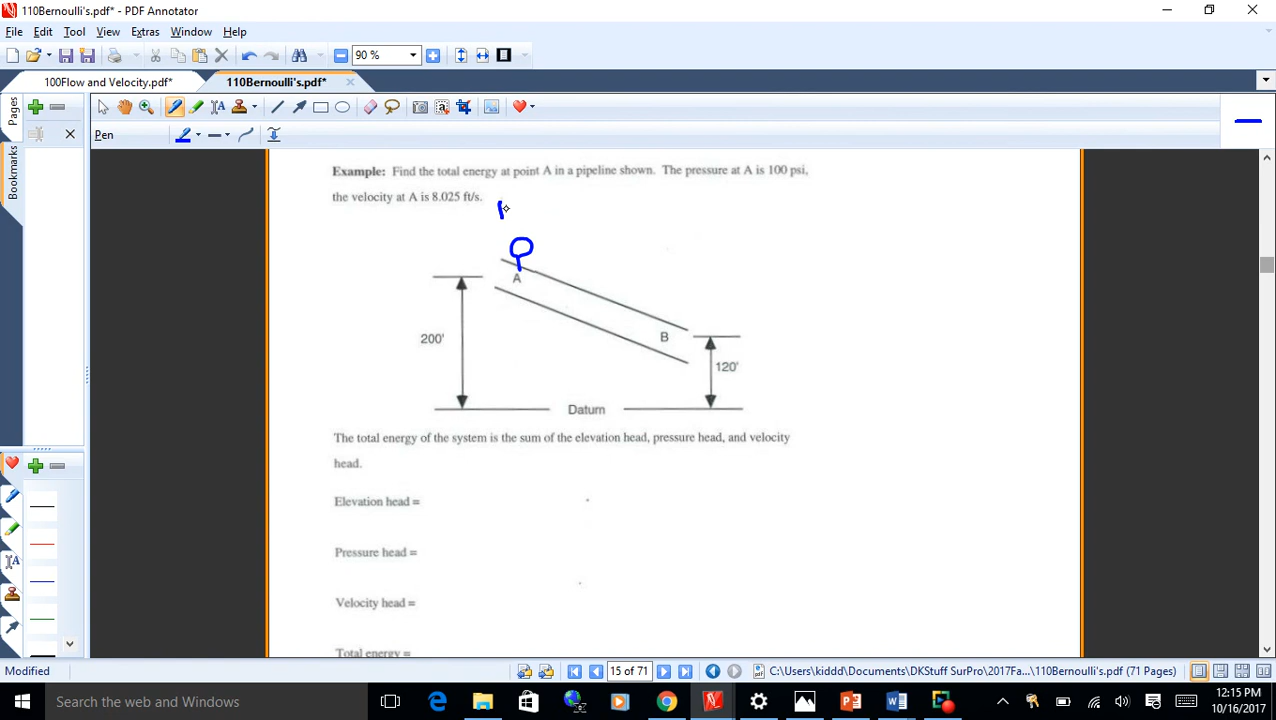 110Bernoulli's.pdf* - PDF Annotator
File Edit Tool View Extras Window Help
90 %
100Flow and Velocity.pdf* 110Bernoulli's.pdf*
Pages
Bookmarks
Pen
Example: Find the total energy at point A in a pipeline shown. The pressure at A is 100 psi,
the velocity at A is 8.025 ft/s.
A
200'
B
120'
Datum
The total energy of the system is the sum of the elevation head, pressure head, and velocity
head.
Elevation head =
Pressure head =
Velocity head =
Total energy =
Modified
15 of 71
C:\Users\kiddd\Documents\DKStuff SurPro\2017Fa...\110Bernoulli's.pdf (71 Pages)
Search the Web and Windows
12:15 PM
10/16/2017